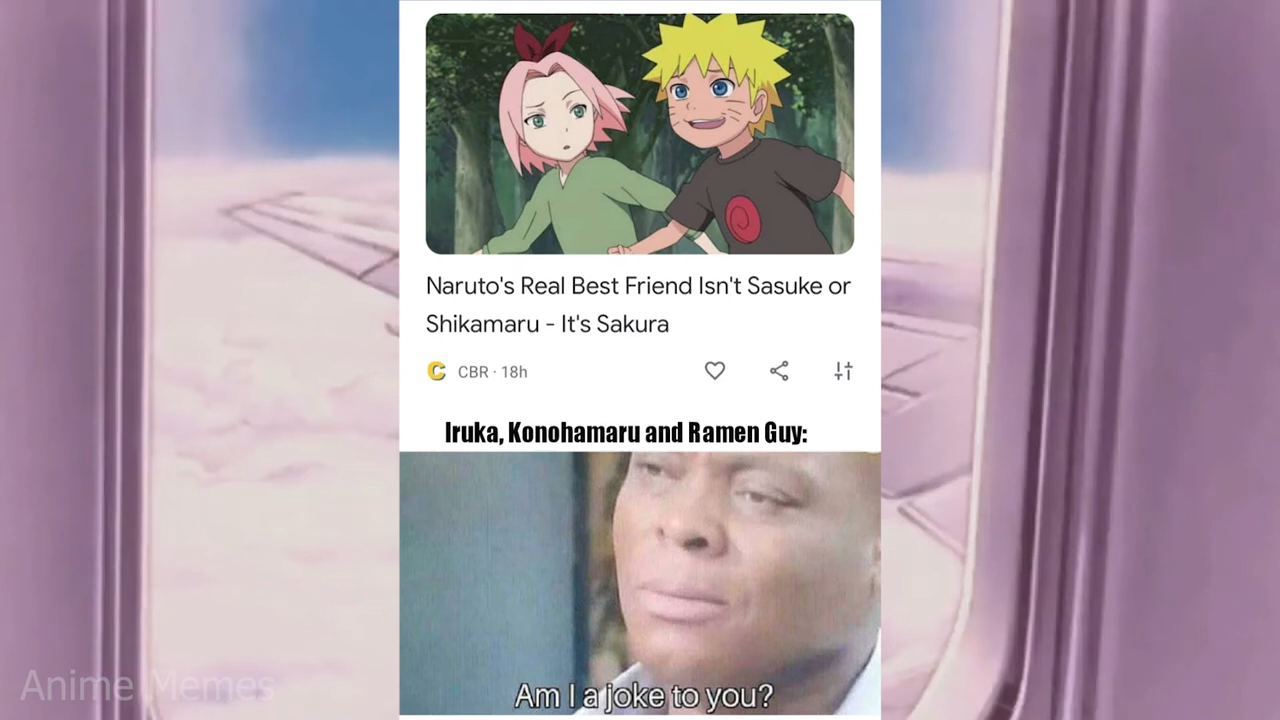 Naruto's Real Best Friend Isn't Sasuke or
Shikamaru - It's Sakura
C CBR · 18h
Iruka, Konohamaru and Ramen Guy:
Am I a joke to you?
Anime Memes